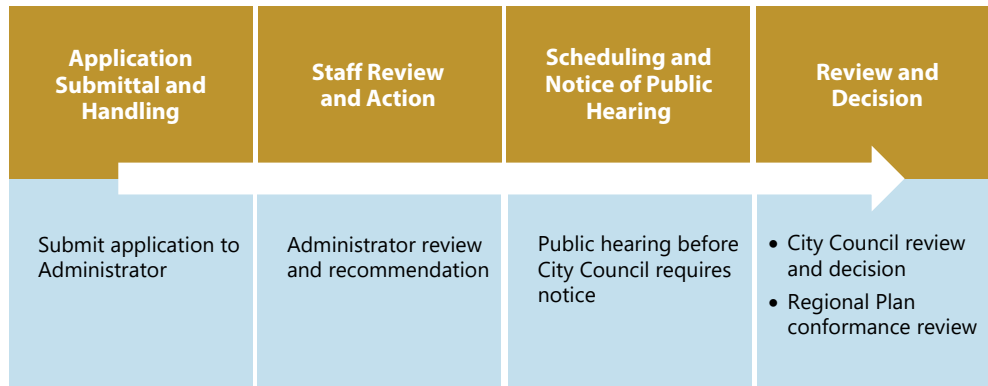 Application
Submittal and
Handling
Staff Review
and Action
Scheduling and
Notice of Public
Hearing
Review and
Decision
Submit application to
Administrator
Administrator review
and recommendation
Public hearing before
City Council requires
notice
• City Council review
and decision
• Regional Plan
conformance review